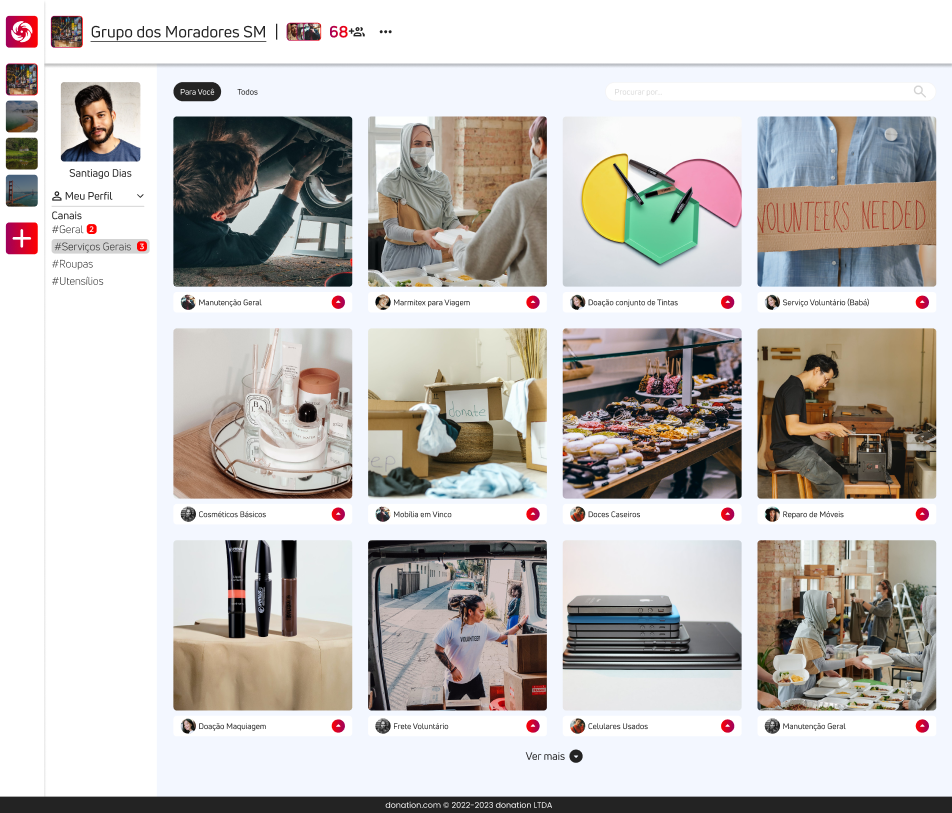 Grupo dos Moradores SM | 68
Para Você
Todos
Procurar por...
Santiago Dias
Meu Perfil
Canais
#Geral 2
#Serviços Gerais 3
#Roupas
#Utensílios
VOLUNTEERS NEEDED
Manutenção Geral
Marmitex para Viagem
Doação conjunto de Tintas
Serviço Voluntário (Babá)
donate
Cosméticos Básicos
Mobília em Vinco
Doces Caseiros
Reparo de Móveis
VOLUNTEER
Doação Maquiagem
Frete Voluntário
Celulares Usados
Manutenção Geral
Ver mais
donation.com © 2022-2023 donation LTDA